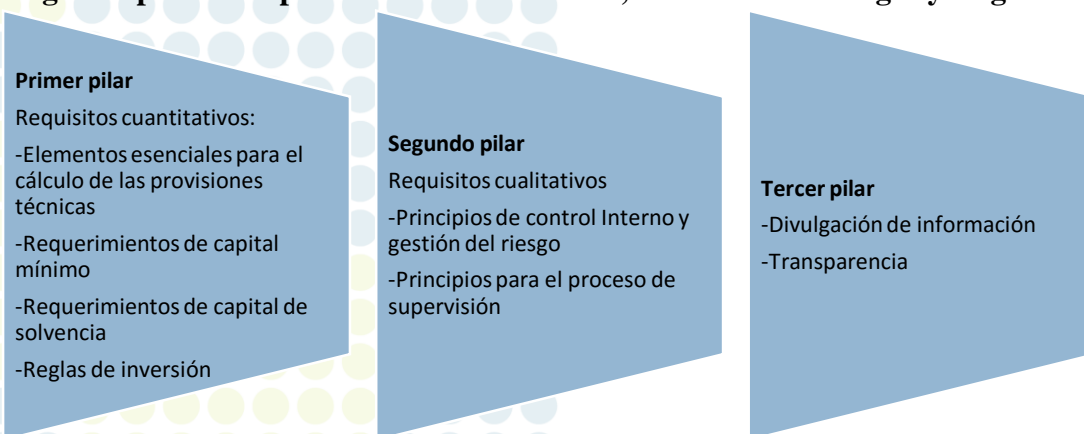 Primer pilar
Requisitos cuantitativos:
-Elementos esenciales para el
cálculo de las provisiones
técnicas
-Requerimientos de capital
mínimo
-Requerimientos de capital de
solvencia
-Reglas de inversión
Segundo pilar
Requisitos cualitativos
-Principios de control Interno y
gestión del riesgo
-Principios para el proceso de
supervisión
Tercer pilar
-Divulgación de información
-Transparencia